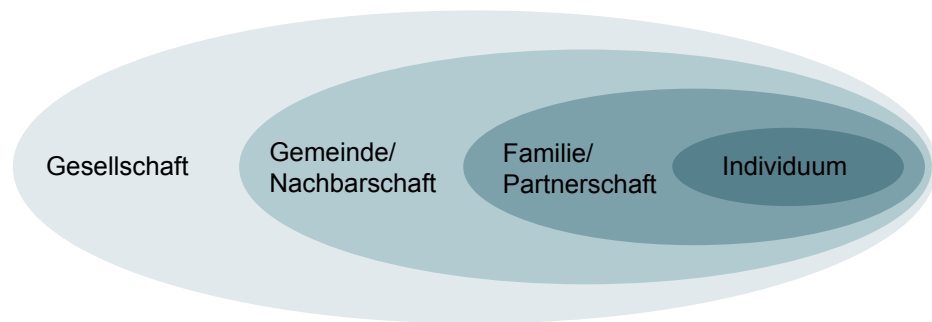 Gesellschaft
Gemeinde/
Nachbarschaft
Familie/
Partnerschaft
Individuum